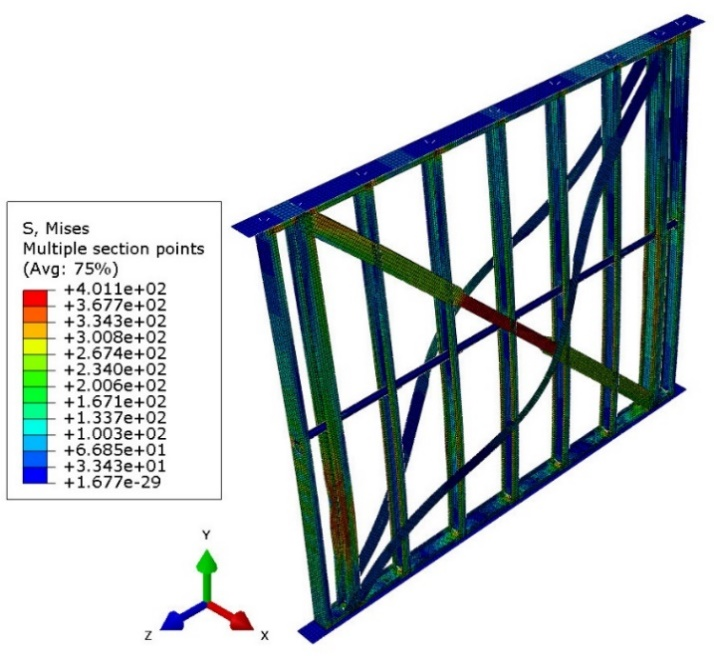 S, Mises
Multiple section points
(Avg: 75%)
+4.011e+02
+3.677e+02
+3.343e+02
+3.008e+02
+2.674e+02
+2.340e+02
+2.006e+02
+1.671e+02
+1.337e+02
+1.003e+02
+6.685e+01
+3.343e+01
+1.677e-29
Y
Z X